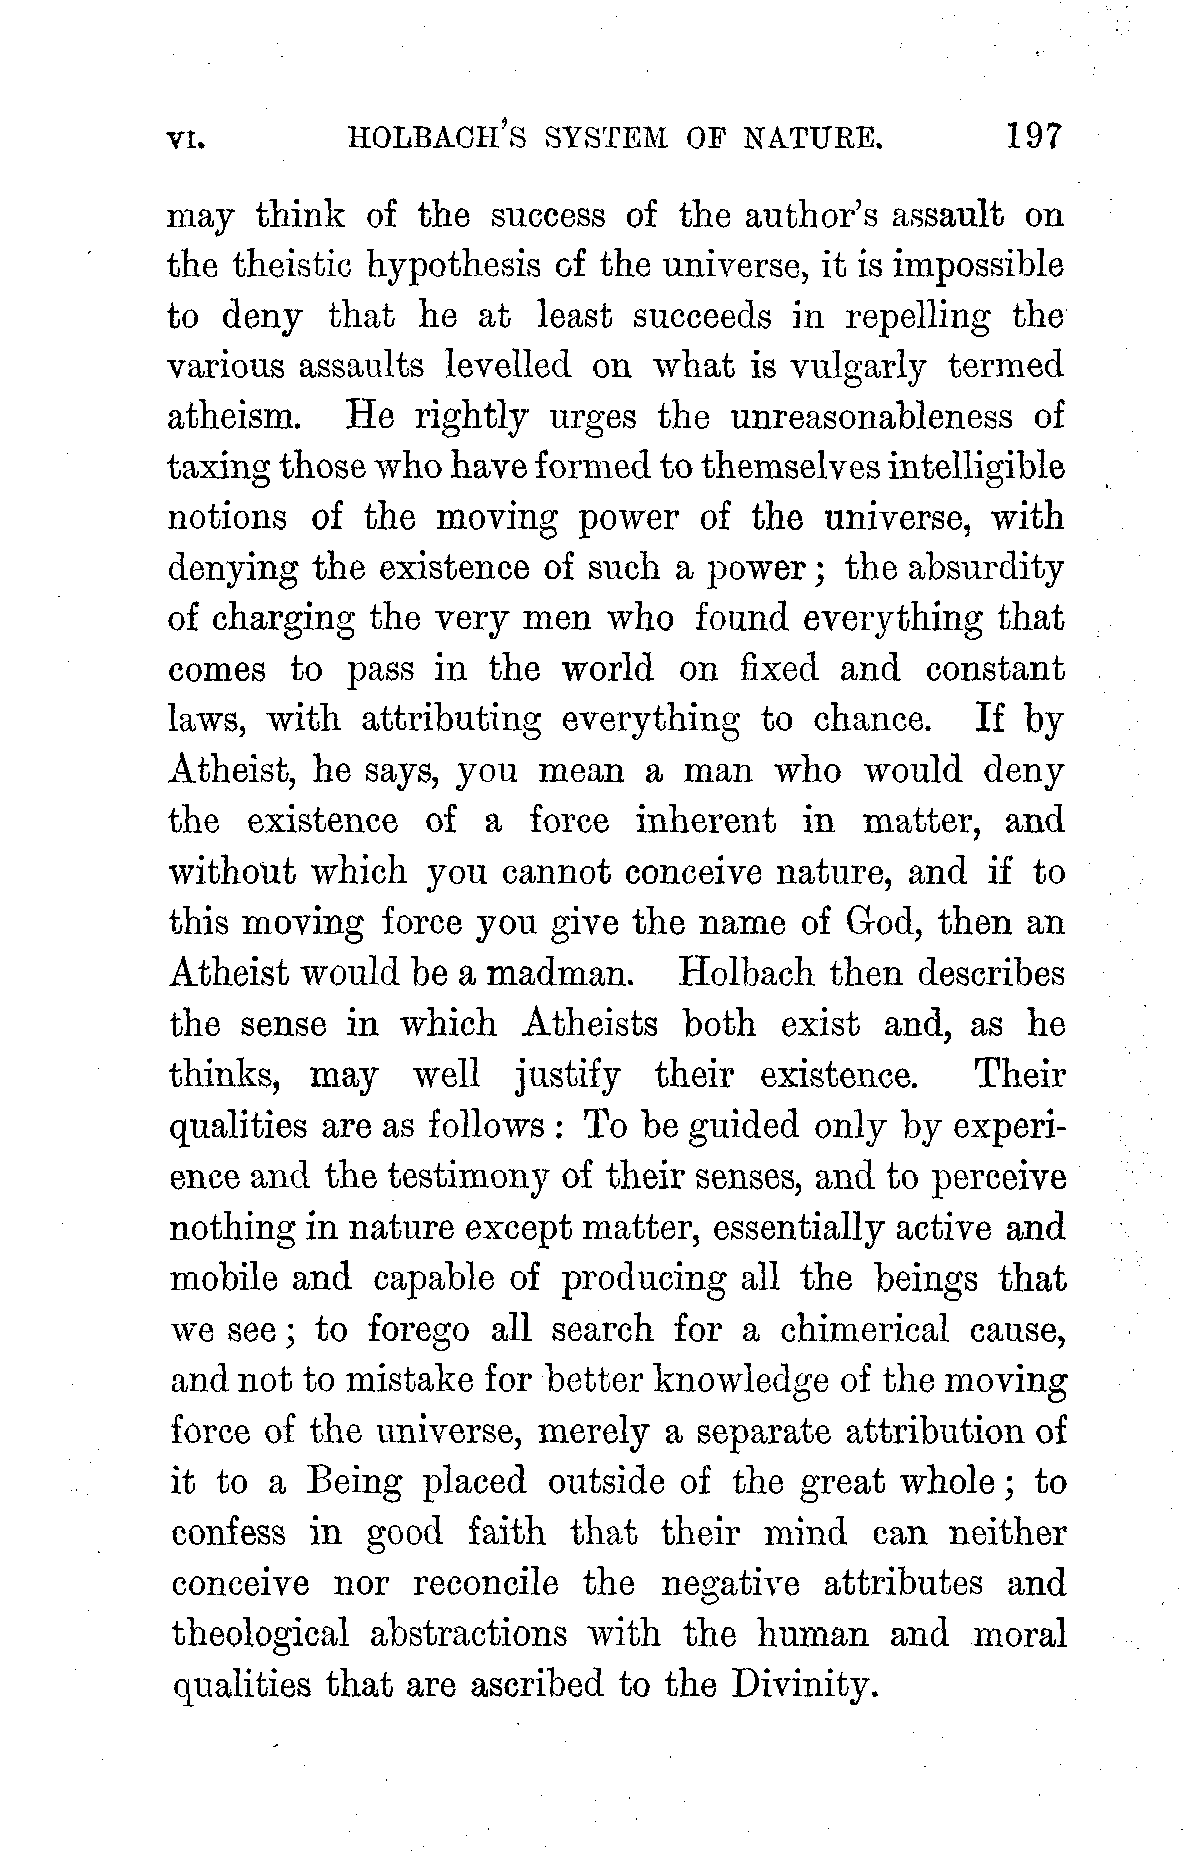 VI. HOLBACH'S SYSTEM OF NATURE. 197
may think of the success of the author's assault on
the theistic hypothesis of the universe, it is impossible
to deny that he at least succeeds in repelling the
various assaults levelled on what is vulgarly termed
atheism. He rightly urges the unreasonableness of
taxing those who have formed to themselves intelligible
notions of the moving power of the universe, with
denying the existence of such a power; the absurdity
of charging the very men who found everything that
comes to pass in the world on fixed and constant
laws, with attributing everything to chance. If by
Atheist, he says, you mean a man who would deny
the existence of a force inherent in matter, and
without which you cannot conceive nature, and if to
this moving force you give the name of God, then an
Atheist would be a madman. Holbach then describes
the sense in which Atheists both exist and, as he
thinks, may well justify their existence. Their
qualities are as follows: To be guided only by experi-
ence and the testimony of their senses, and to perceive
nothing in nature except matter, essentially active and
mobile and capable of producing all the beings that
we see; to forego all search for a chimerical cause,
and not to mistake for better knowledge of the moving
force of the universe, merely a separate attribution of
it to a Being placed outside of the great whole; to
confess in good faith that their mind can neither
conceive nor reconcile the negative attributes and
theological abstractions with the human and moral
qualities that are ascribed to the Divinity.